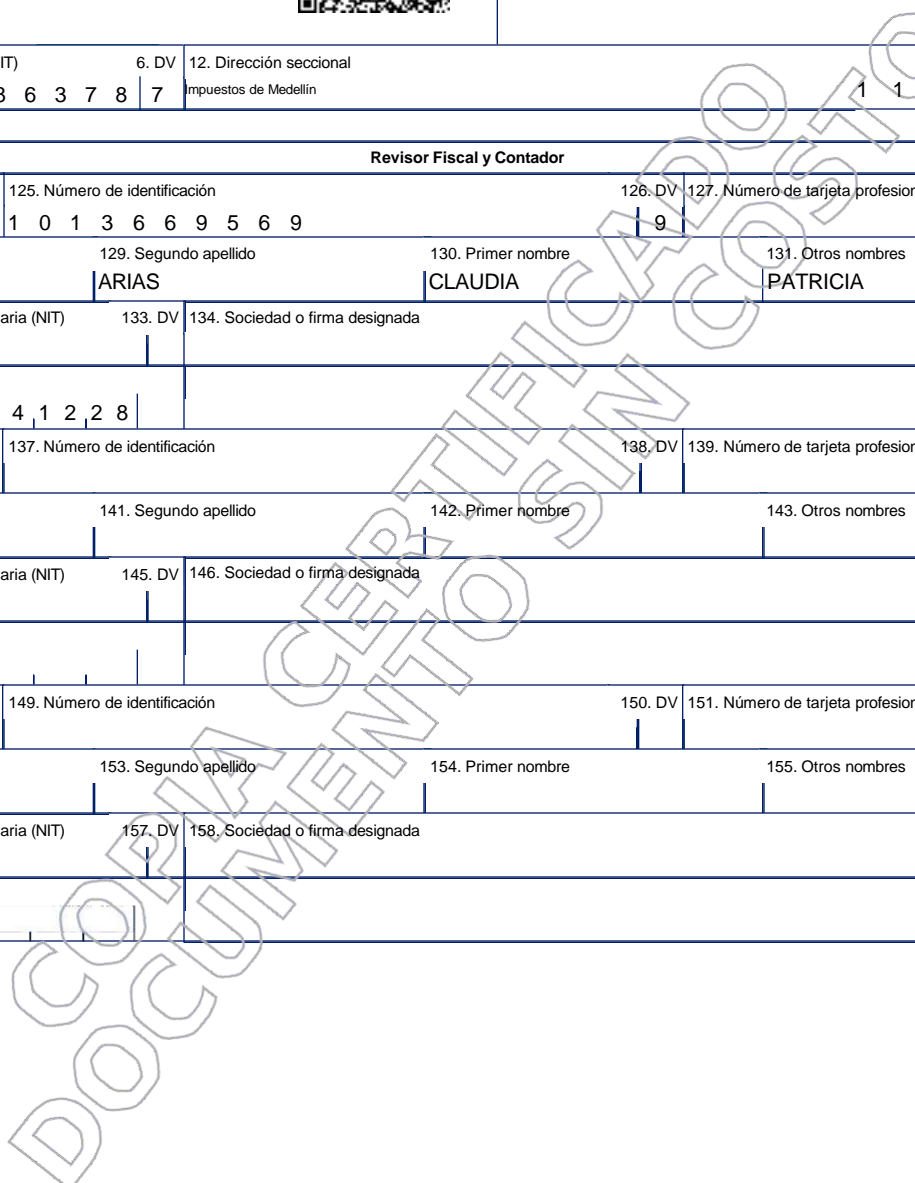 IT) 6. DV 12. Dirección seccional
3 6 3 7 8 7 Impuestos de Medellín 1 1
Revisor Fiscal y Contador
125. Número de identificación 126. DV 127. Número de tarjeta profesion
1 0 1 3 6 6 9 5 6 9 9
129. Segundo apellido 130. Primer nombre 131. Otros nombres
ARIAS CLAUDIA PATRICIA
aria (NIT) 133. DV 134. Sociedad o firma designada
4 1 2 2 8
137. Número de identificación 138. DV 139. Número de tarjeta profesion
141. Segundo apellido 142. Primer nombre 143. Otros nombres
aria (NIT) 145. DV 146. Sociedad o firma designada
149. Número de identificación 150. DV 151. Número de tarjeta profesion
153. Segundo apellido 154. Primer nombre 155. Otros nombres
aria (NIT) 157. DV 158. Sociedad o firma designada
COPIA CERTIFICADO
DOCUMENTO SIN COSTO